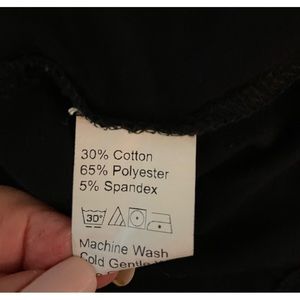 30% Cotton
65% Polyester
5% Spandex
30°
Machine Wash
Cold Gentle